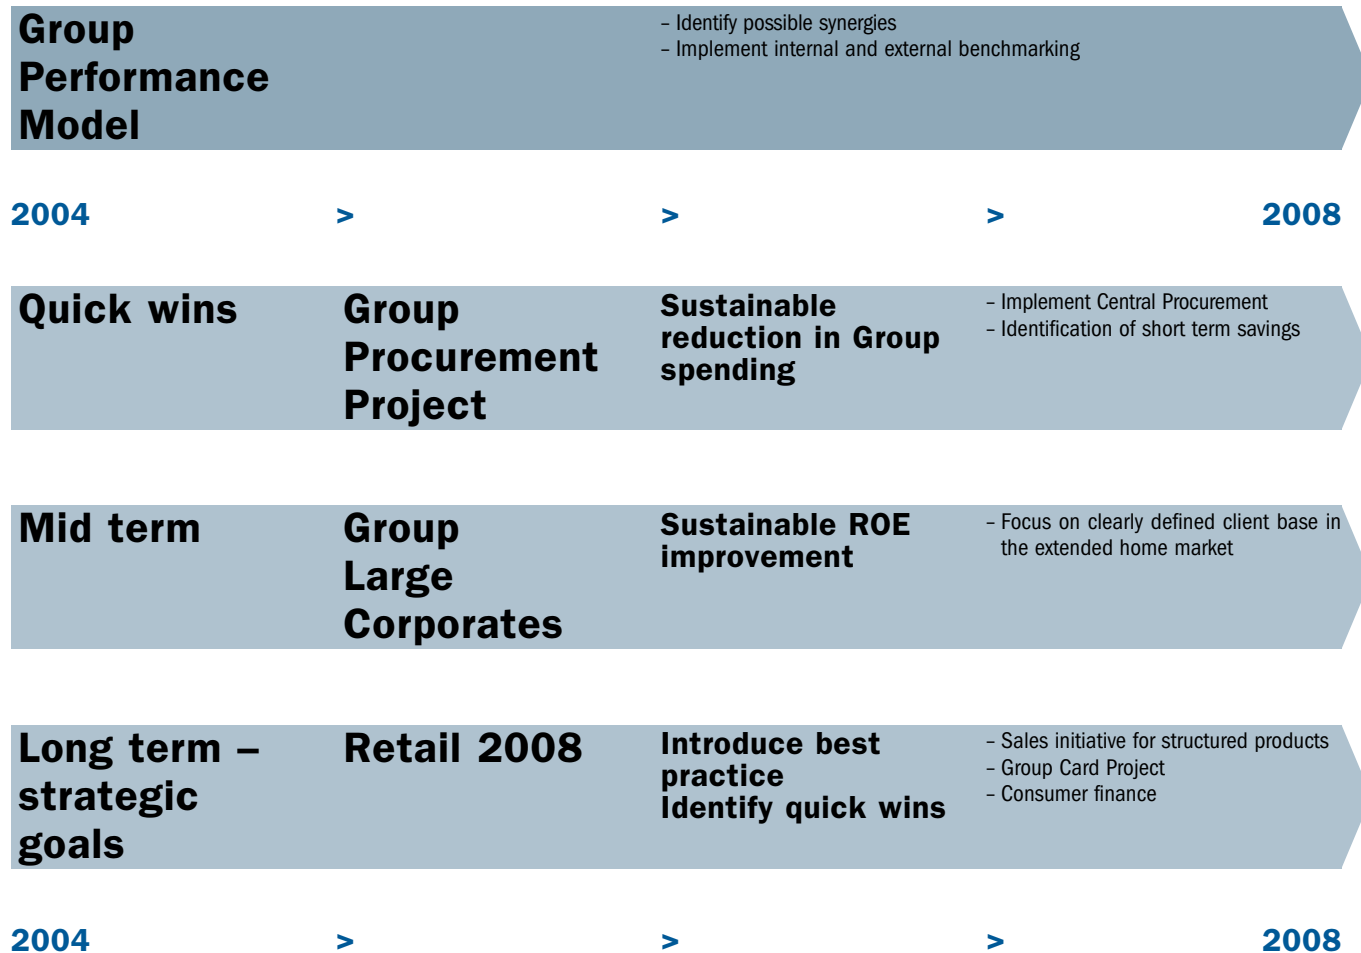 Group
Performance
Model
– Identify possible synergies
– Implement internal and external benchmarking
2004 > > > 2008
Quick wins
Group
Procurement
Project
Sustainable
reduction in Group
spending
– Implement Central Procurement
– Identification of short term savings
Mid term
Group
Large
Corporates
Sustainable ROE
improvement
– Focus on clearly defined client base in
the extended home market
Long term –
strategic
goals
Retail 2008
Introduce best
practice
Identify quick wins
– Sales initiative for structured products
– Group Card Project
– Consumer finance
2004 > > > 2008